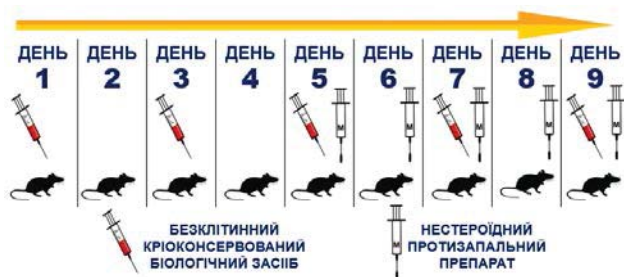 ДЕНЬ ДЕНЬ ДЕНЬ ДЕНЬ ДЕНЬ ДЕНЬ ДЕНЬ ДЕНЬ ДЕНЬ
1 2 3 4 5 6 7 8 9
М М М М М
БЕЗКЛІТИННИЙ
КРІОКОНСЕРВОВАНИЙ
БІОЛОГІЧНИЙ ЗАСІІБ
М
НЕСТЕРОЇДНИЙ
ПРОТИЗАПАЛЬНИЙ
ПРЕПАРАТ